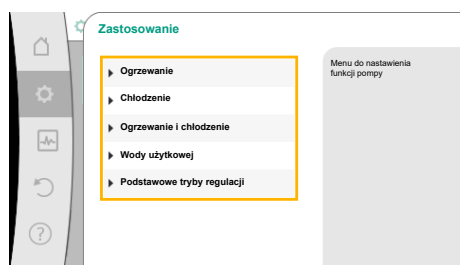 Zastosowanie
Ogrzewanie
Chłodzenie
Ogrzewanie i chłodzenie
Wody użytkowej
Podstawowe tryby regulacji
Menu do nastawienia
funkcji pompy
?